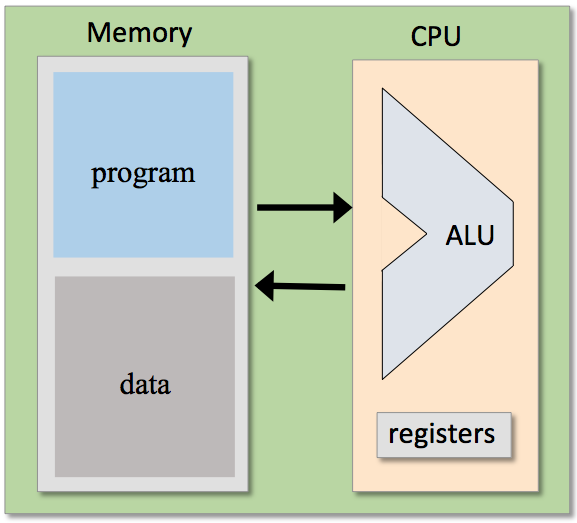 Memory
program
data
CPU
ALU
registers